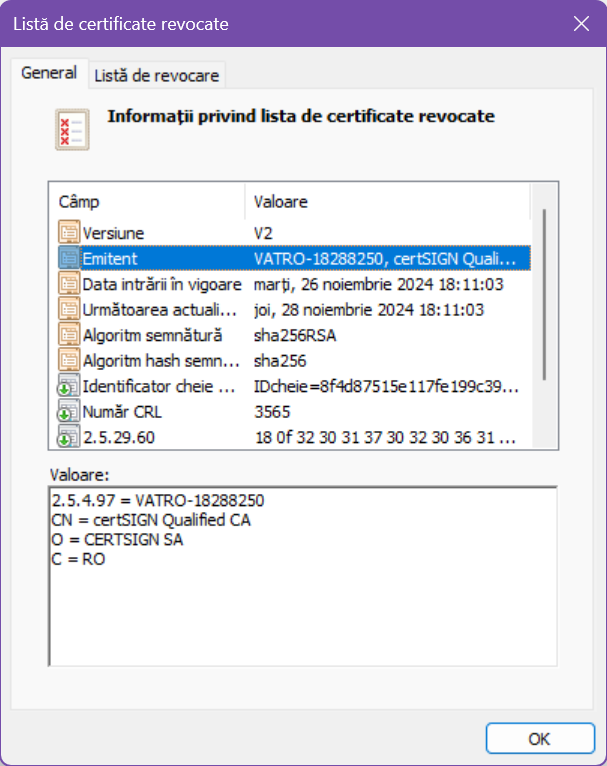 Listă de certificate revocate
General
Listă de revocare
Informații privind lista de certificate revocate
Câmp Valoare
Versiune V2
Emitent VATRO-18288250, certSIGN Quali...
Data intrării în vigoare marți, 26 noiembrie 2024 18:11:03
Următoarea actuali... joi, 28 noiembrie 2024 18:11:03
Algoritm semnătură sha256RSA
Algoritm hash semn... sha256
Identificator cheie ... IDcheie=8f4d87515e117fe199c39...
Număr CRL 3565
2.5.29.60 18 0f 32 30 31 37 30 32 30 36 31 ...
Valoare:
2.5.4.97 = VATRO-18288250
CN = certSIGN Qualified CA
O = CERTSIGN SA
C = RO
OK